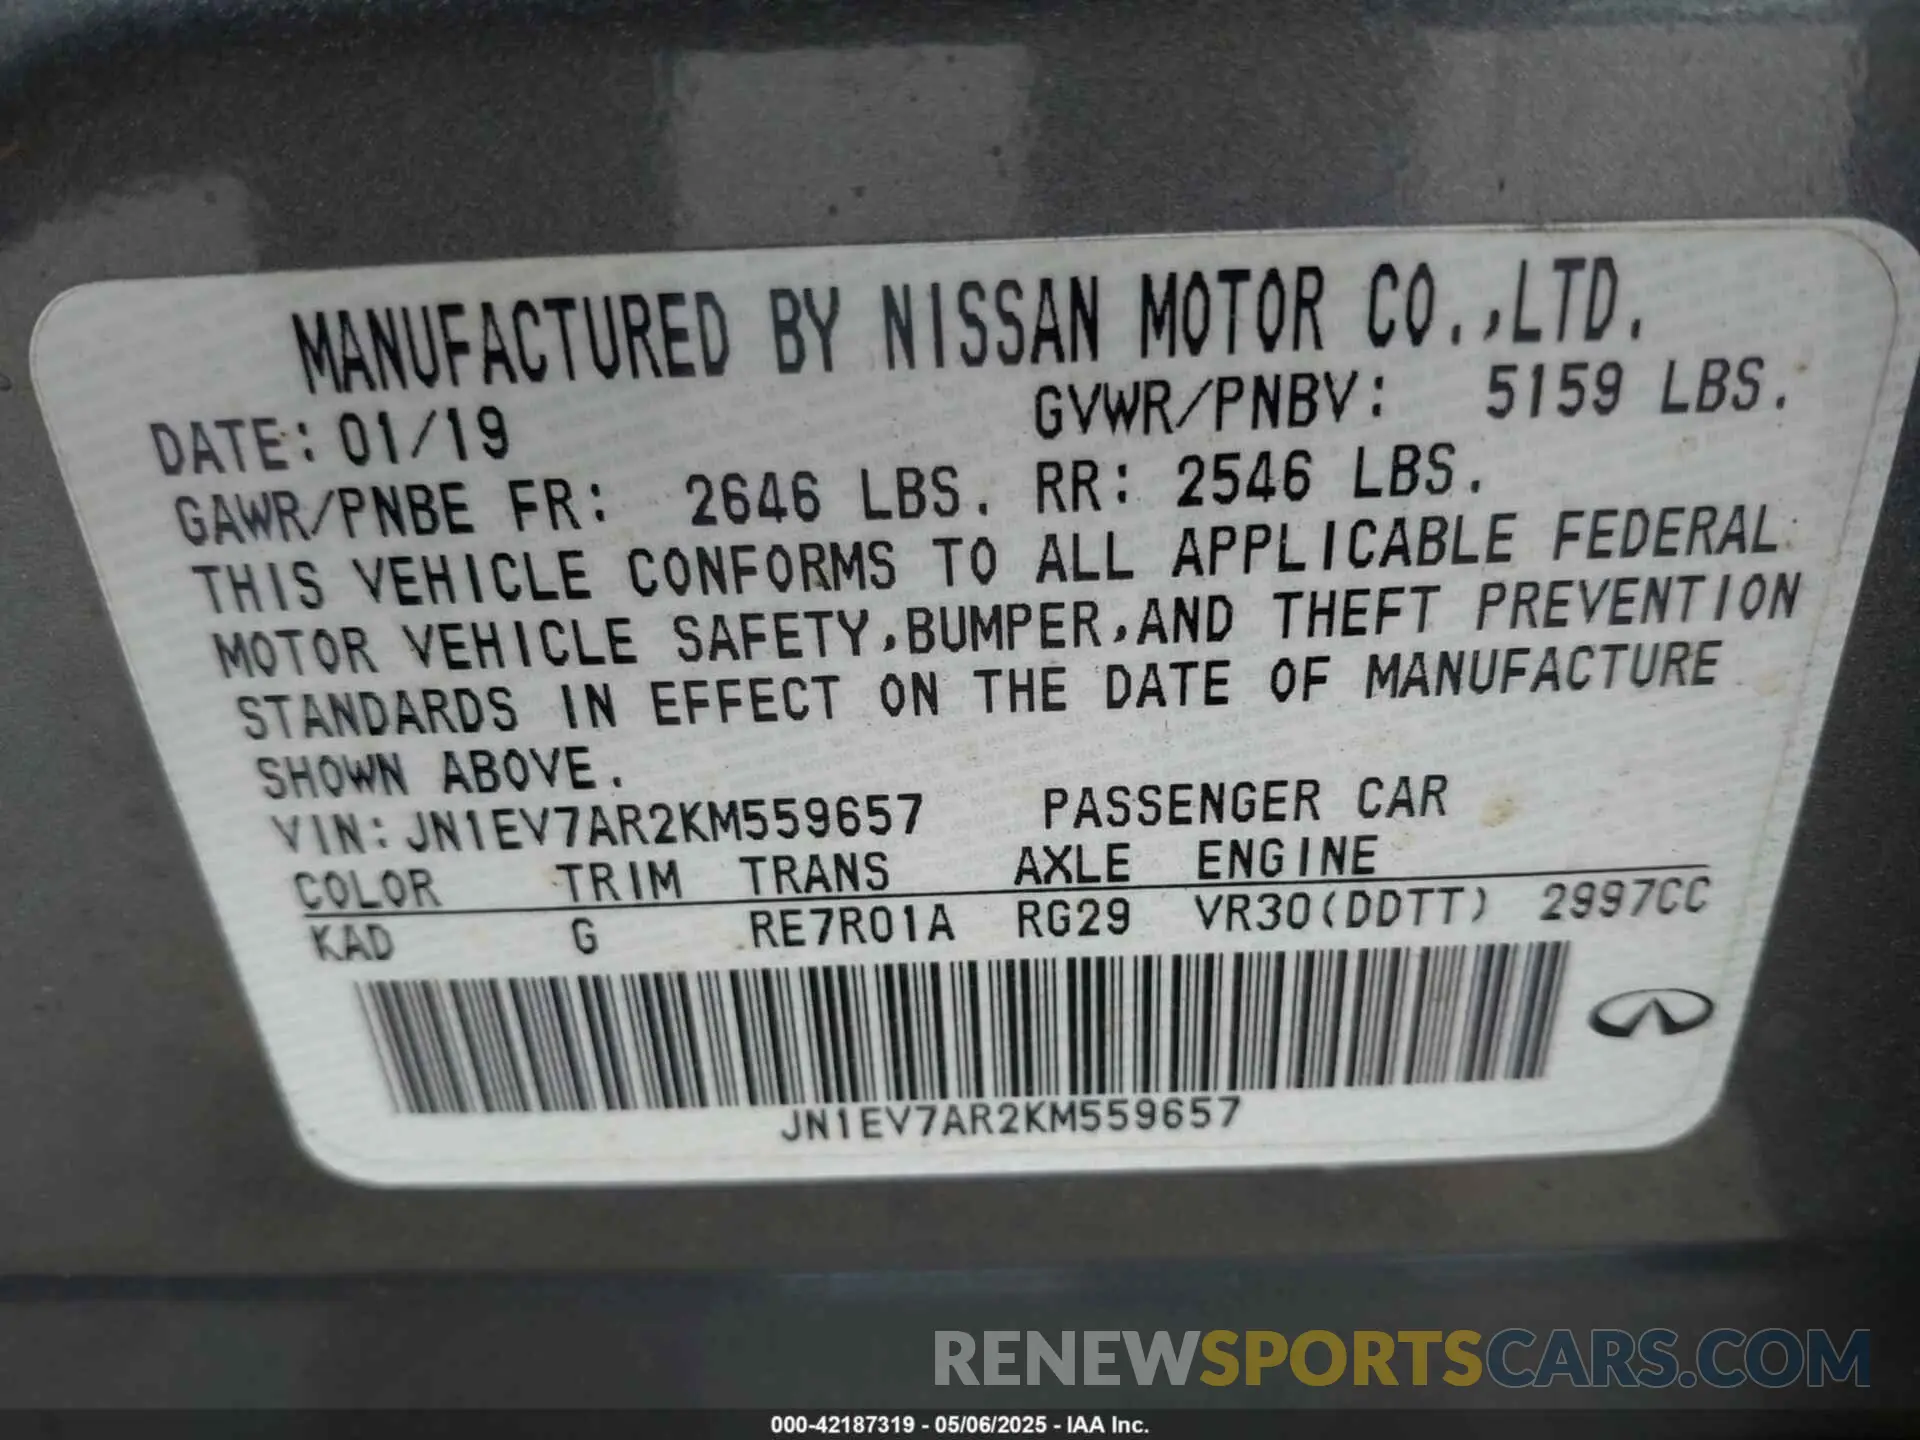 MANUFACTURED BY NISSAN MOTOR CO.,LTD.
DATE: 01/19 GVWR/PNBV: 5159 LBS.
GAWR/PNBE FR: 2646 LBS. RR: 2546 LBS.
THIS VEHICLE CONFORMS TO ALL APPLICABLE FEDERAL
MOTOR VEHICLE SAFETY,BUMPER,AND THEFT PREVENTION
STANDARDS IN EFFECT ON THE DATE OF MANUFACTURE
SHOWN ABOVE.
VIN: JN1EV7AR2KM559657 PASSENGER CAR
COLOR TRIM TRANS AXLE ENGINE
KAD G RE7R01A RG29 VR30(DDTT) 2997CC
JN1EV7AR2KM559657
RENEWSPORTSCARS.COM
000-42187319 - 05/06/2025 - IAA Inc.